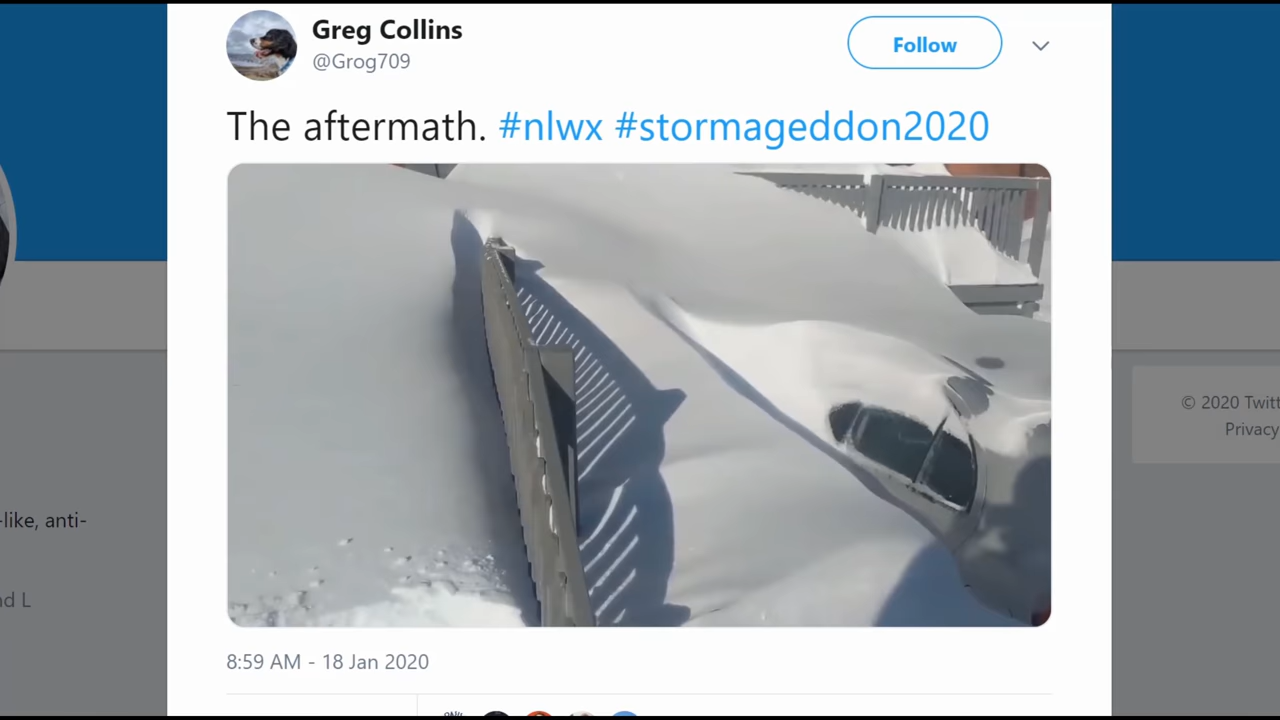 Greg Collins
@Grog709
Follow
The aftermath. #nlwx #stormageddon2020
© 2020 Twitt
Privacy
-like, anti-
nd L
8:59 AM - 18 Jan 2020